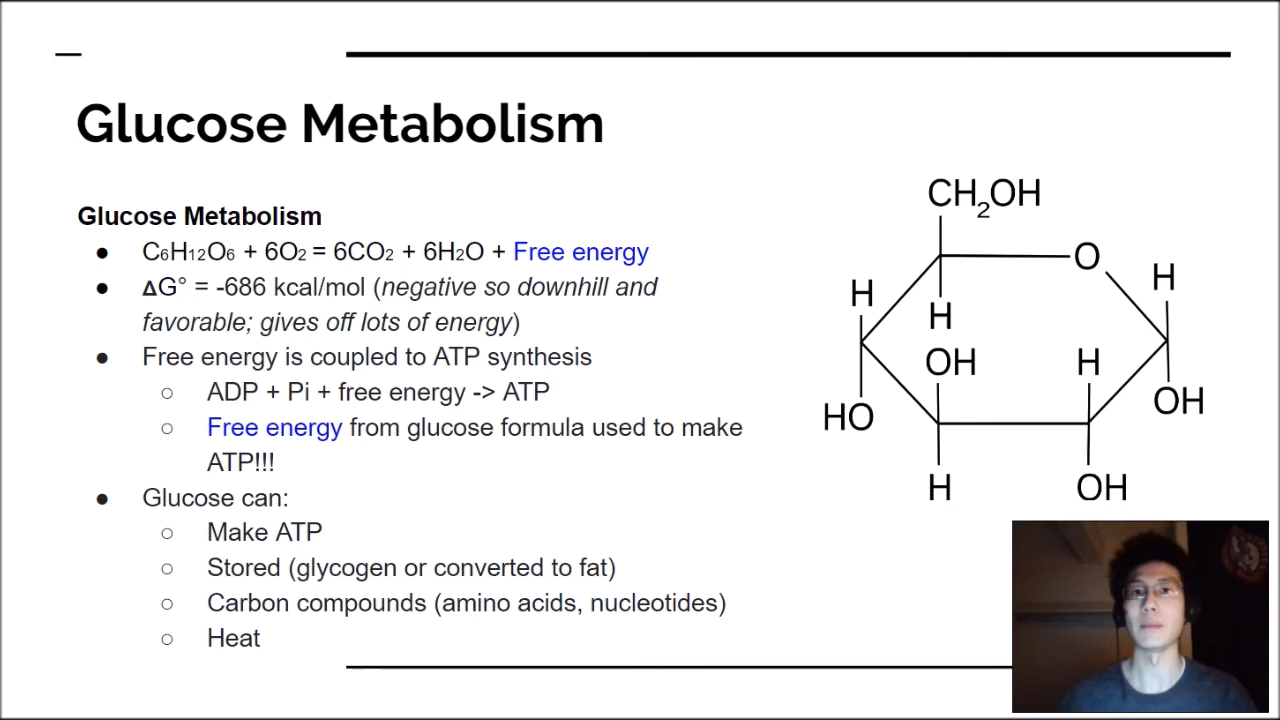 Glucose Metabolism
Glucose Metabolism
● C₆H₁₂O₆ + 6O₂ = 6CO₂ + 6H₂O + Free energy
● ΔG° = -686 kcal/mol (negative so downhill and
favorable; gives off lots of energy)
● Free energy is coupled to ATP synthesis
○ ADP + Pi + free energy -> ATP
○ Free energy from glucose formula used to make
ATP!!!
● Glucose can:
○ Make ATP
○ Stored (glycogen or converted to fat)
○ Carbon compounds (amino acids, nucleotides)
○ Heat
CH₂OH
O
H
H
H
OH
H
HO
OH
H
OH